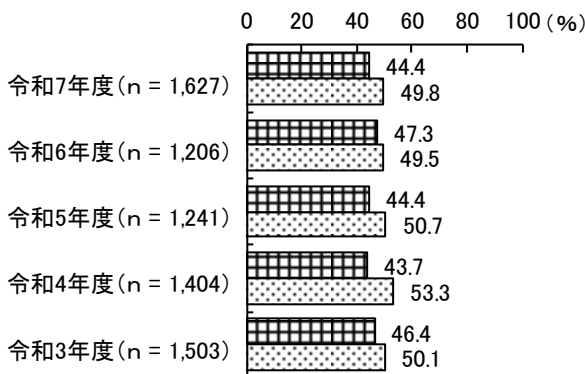 0 20 40 60 80 100 (%)
令和7年度(n = 1,627) 44.4
49.8
令和6年度(n = 1,206) 47.3
49.5
令和5年度(n = 1,241) 44.4
50.7
令和4年度(n = 1,404) 43.7
53.3
令和3年度(n = 1,503) 46.4
50.1